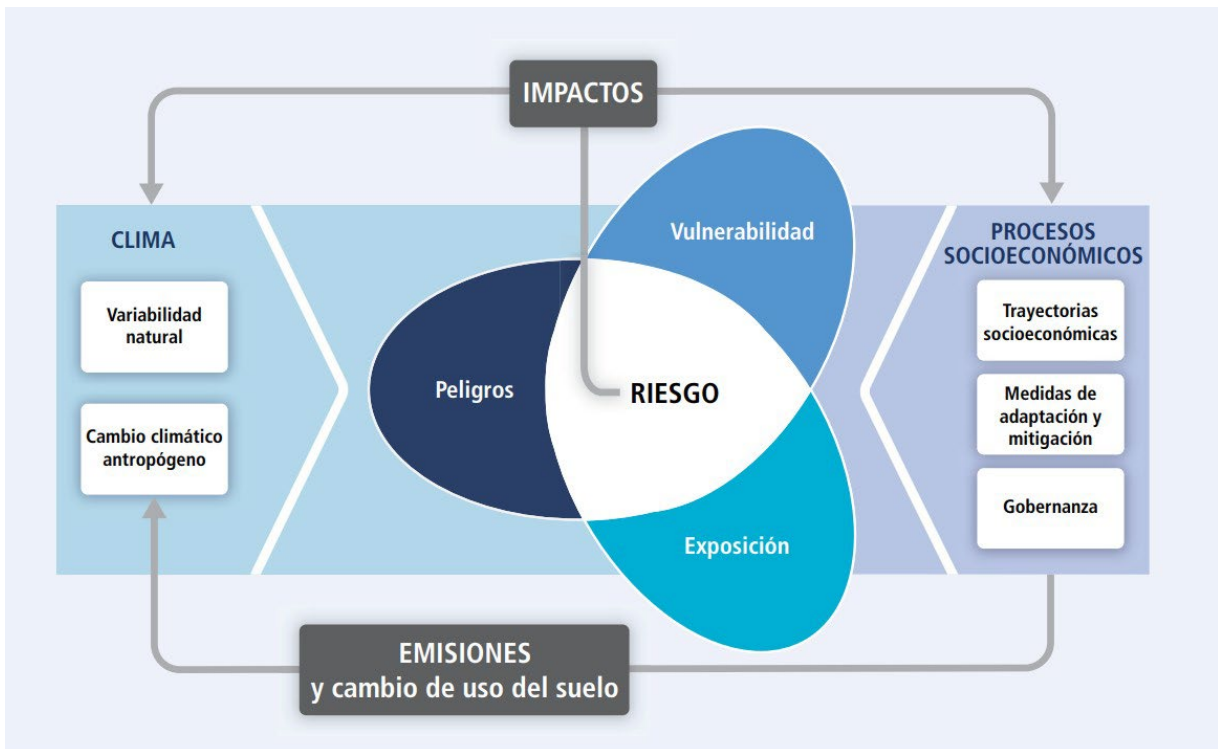 IMPACTOS
CLIMA
Variabilidad
natural
Cambio climático
antropógeno
Vulnerabilidad
Peligros
RIESGO
Exposición
PROCESOS
SOCIOECONÓMICOS
Trayectorias
socioeconómicas
Medidas de
adaptación y
mitigación
Gobernanza
EMISIONES
y cambio de uso del suelo